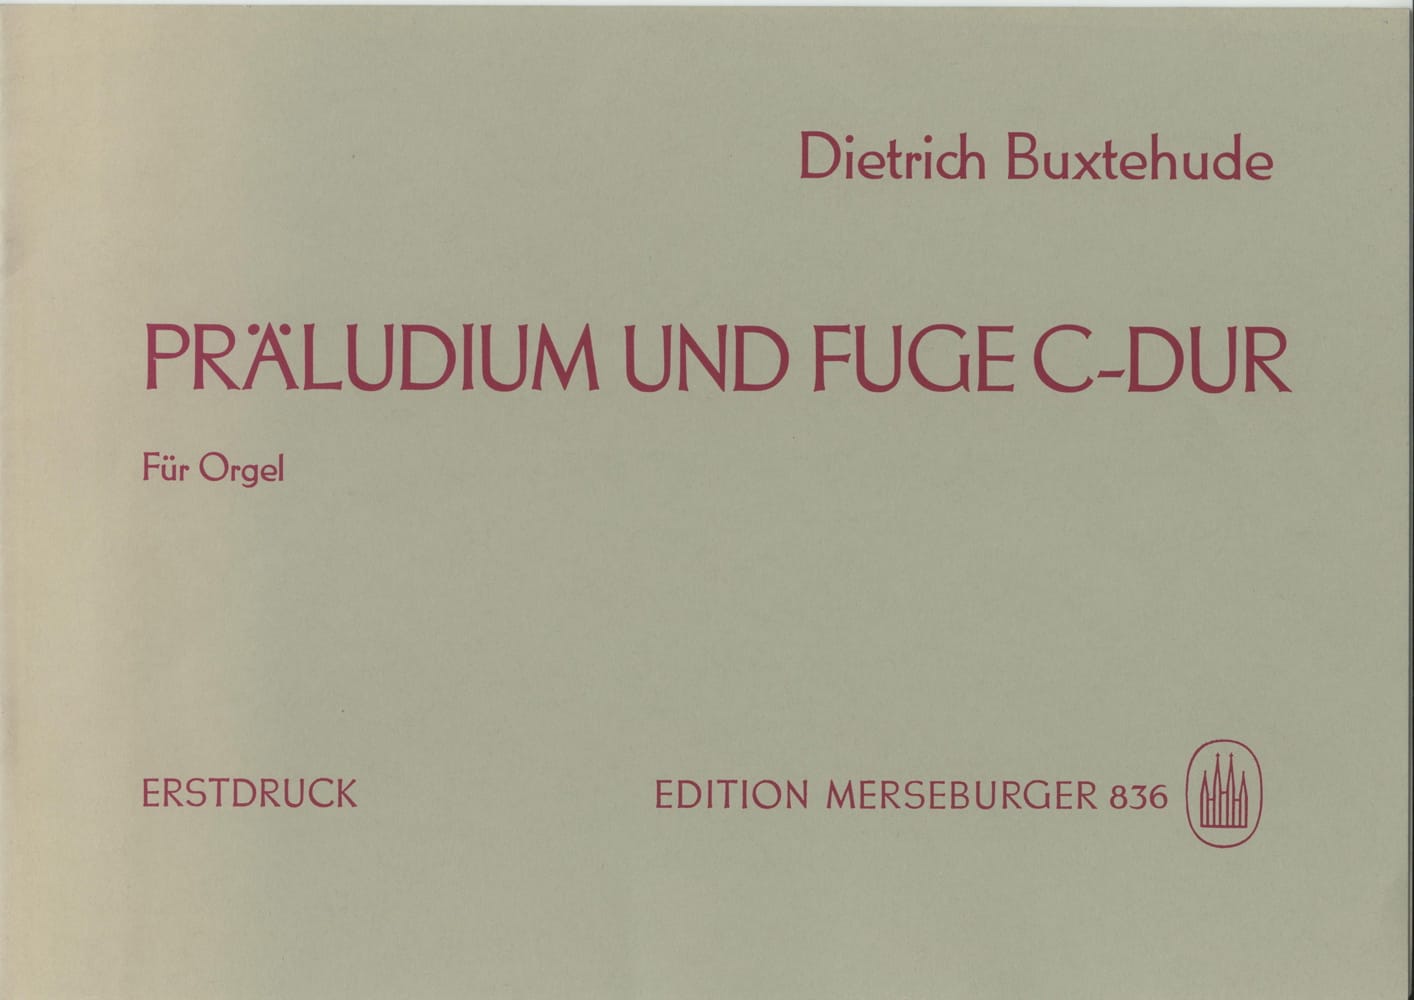 Dietrich Buxtehude
PRÄLUDIUM UND FUGE C-DUR
Für Orgel
ERSTDRUCK
EDITION MERSEBURGER 836